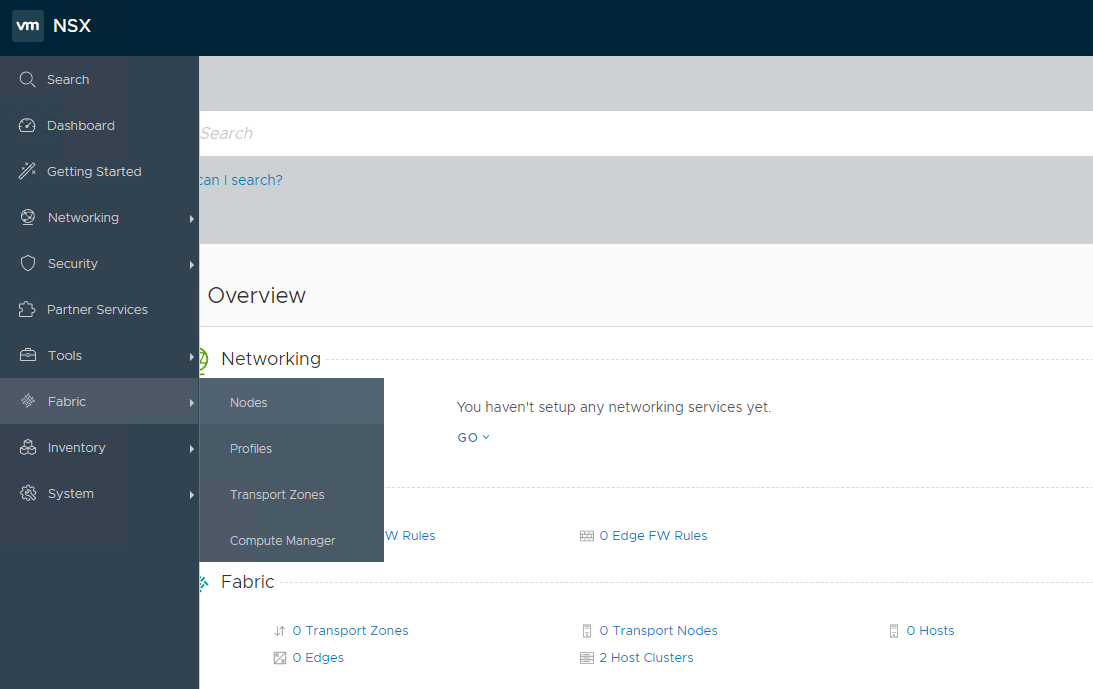 vm NSX
Search
Dashboard
Getting Started
Networking
Security
Partner Services
Tools
Fabric
Inventory
System
Nodes
Profiles
Transport Zones
Compute Manager
Search
can I search?
Overview
Networking
You haven't setup any networking services yet.
GO
W Rules
0 Edge FW Rules
Fabric
0 Transport Zones
0 Transport Nodes
0 Hosts
0 Edges
2 Host Clusters